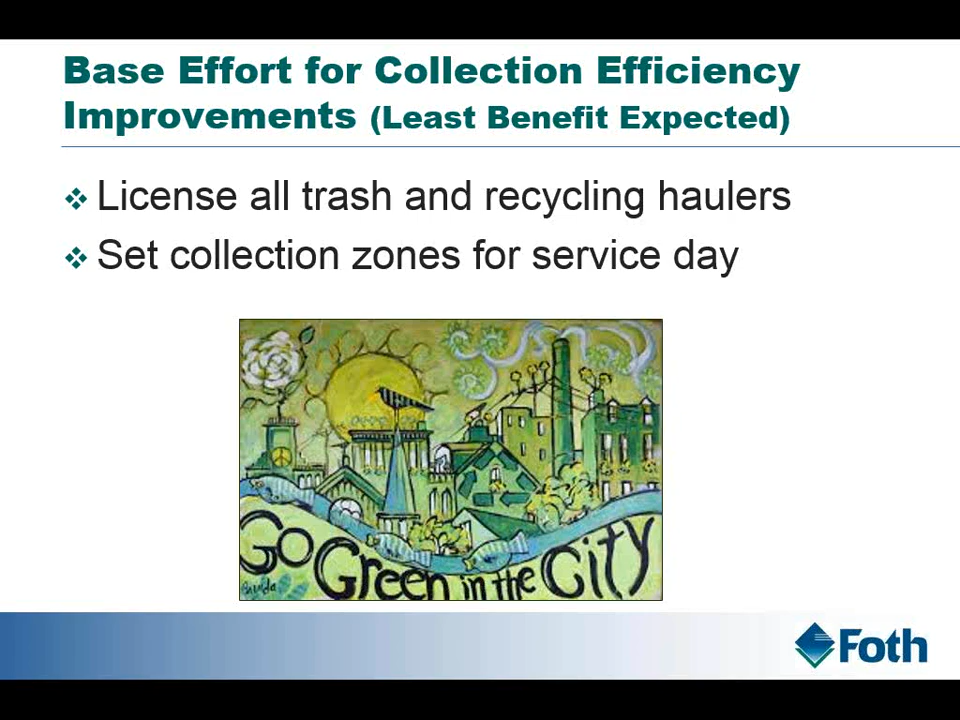 Base Effort for Collection Efficiency
Improvements (Least Benefit Expected)
License all trash and recycling haulers
Set collection zones for service day
Go Green in the City
Foth